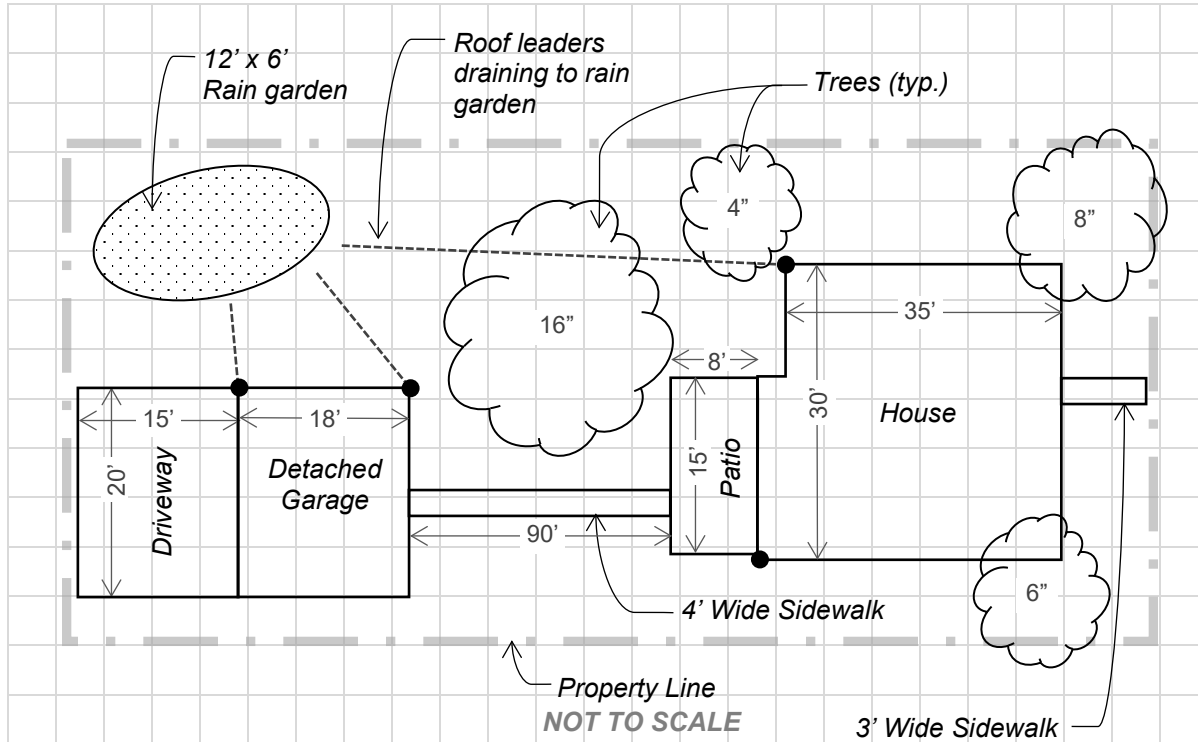 12’ x 6’
Rain garden
Roof leaders
draining to rain
garden
Trees (typ.)
4”
8”
16”
35’
8’
30’
House
15’
18’
20’
Driveway
Detached
Garage
15’
Patio
90’
6”
4’ Wide Sidewalk
Property Line
NOT TO SCALE
3’ Wide Sidewalk